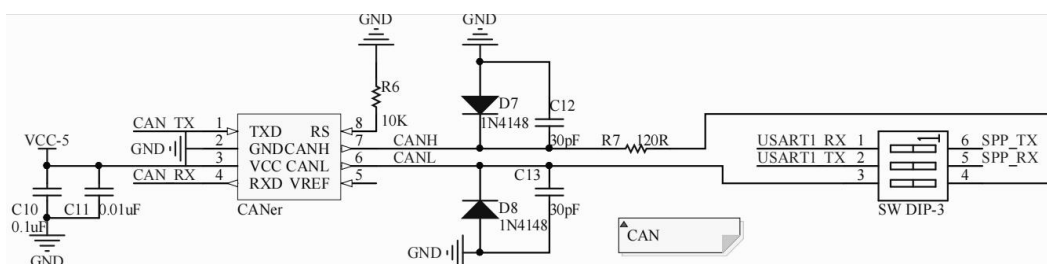 GND
GND
R6
10K
D7
1N4148
C12
30pF
CAN_TX 1 TXD RS 8
VCC-5
GND 2 GND CANH 7 CANH
R7 120R
3 VCC CANL 6 CANL
CAN_RX 4 RXD VREF 5
CANer
C10
0.1uF
C11 0.01uF
GND
C13
30pF
D8
1N4148
GND
CAN
USART1_RX 1 6 SPP_TX
USART1_TX 2 5 SPP_RX
3 4
1
SW DIP-3